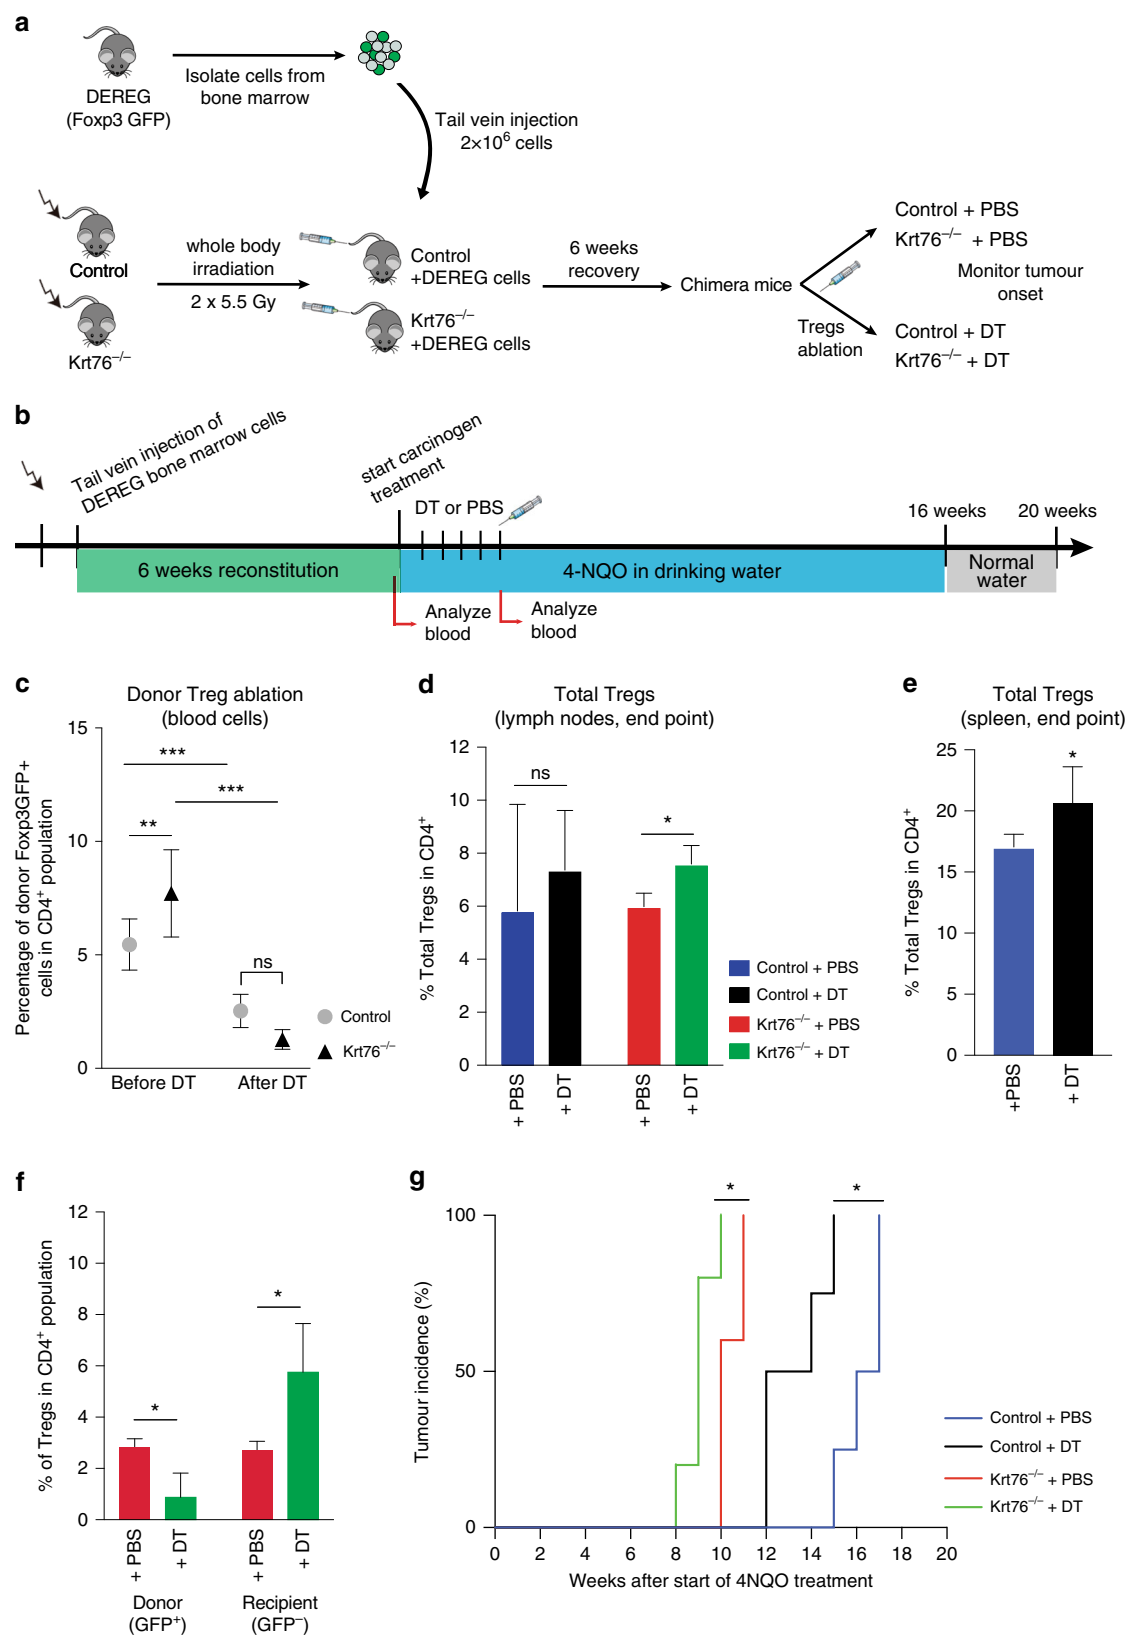 a
DEREG
(Foxp3 GFP)
Isolate cells from
bone marrow
Tail vein injection
2×10⁶ cells
Control
Krt76⁻/⁻
whole body
irradiation
2 x 5.5 Gy
Control
+DEREG cells
Krt76⁻/⁻
+DEREG cells
6 weeks
recovery
Chimera mice
Tregs
ablation
Control + PBS
Krt76⁻/⁻ + PBS
Monitor tumour
onset
Control + DT
Krt76⁻/⁻ + DT
b
Tail vein injection of
DEREG bone marrow cells
start carcinogen
treatment
DT or PBS
16 weeks
20 weeks
6 weeks reconstitution
4-NQO in drinking water
Normal
water
Analyze
blood
Analyze
blood
c
Donor Treg ablation
(blood cells)
Percentage of donor Foxp3GFP+
cells in CD4⁺ population
15
10
5
0
***
***
**
ns
Before DT
After DT
Control
Krt76⁻/⁻
d
Total Tregs
(lymph nodes, end point)
% Total Tregs in CD4⁺
12
10
8
6
4
2
0
ns
*
+ PBS
+ DT
+ PBS
+ DT
Control + PBS
Control + DT
Krt76⁻/⁻ + PBS
Krt76⁻/⁻ + DT
e
Total Tregs
(spleen, end point)
% Total Tregs in CD4⁺
25
20
15
10
5
0
*
+PBS
+ DT
f
% of Tregs in CD4⁺ population
12
10
8
6
4
2
0
*
*
+ PBS
+ DT
+ PBS
+ DT
Donor
(GFP⁺)
Recipient
(GFP⁻)
g
Tumour incidence (%)
100
50
0
*
*
0 2 4 6 8 10 12 14 16 18 20
Weeks after start of 4NQO treatment
Control + PBS
Control + DT
Krt76⁻/⁻ + PBS
Krt76⁻/⁻ + DT